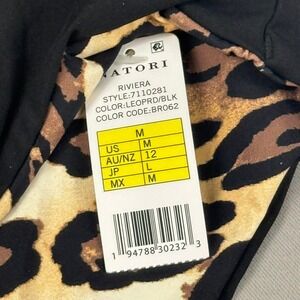 NATORI
RIVIERA
STYLE:7110281
COLOR:LEOPRD/BLK
COLOR CODE:BR062
M
US M
AU/NZ 12
JP L
MX M
1 94788 30232 3